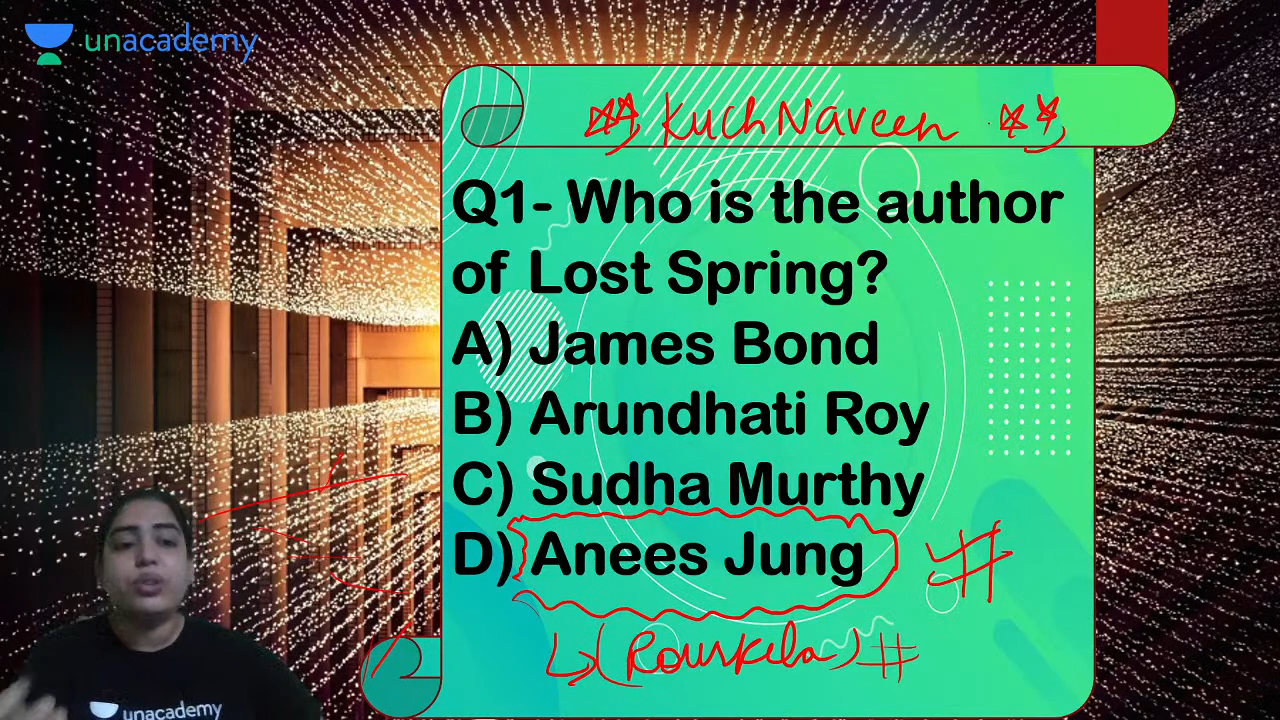 unacademy
Kuch Naveen
Q1- Who is the author
of Lost Spring?
A) James Bond
B) Arundhati Roy
C) Sudha Murthy
D) Anees Jung #
(Rourkela) #
unacademy